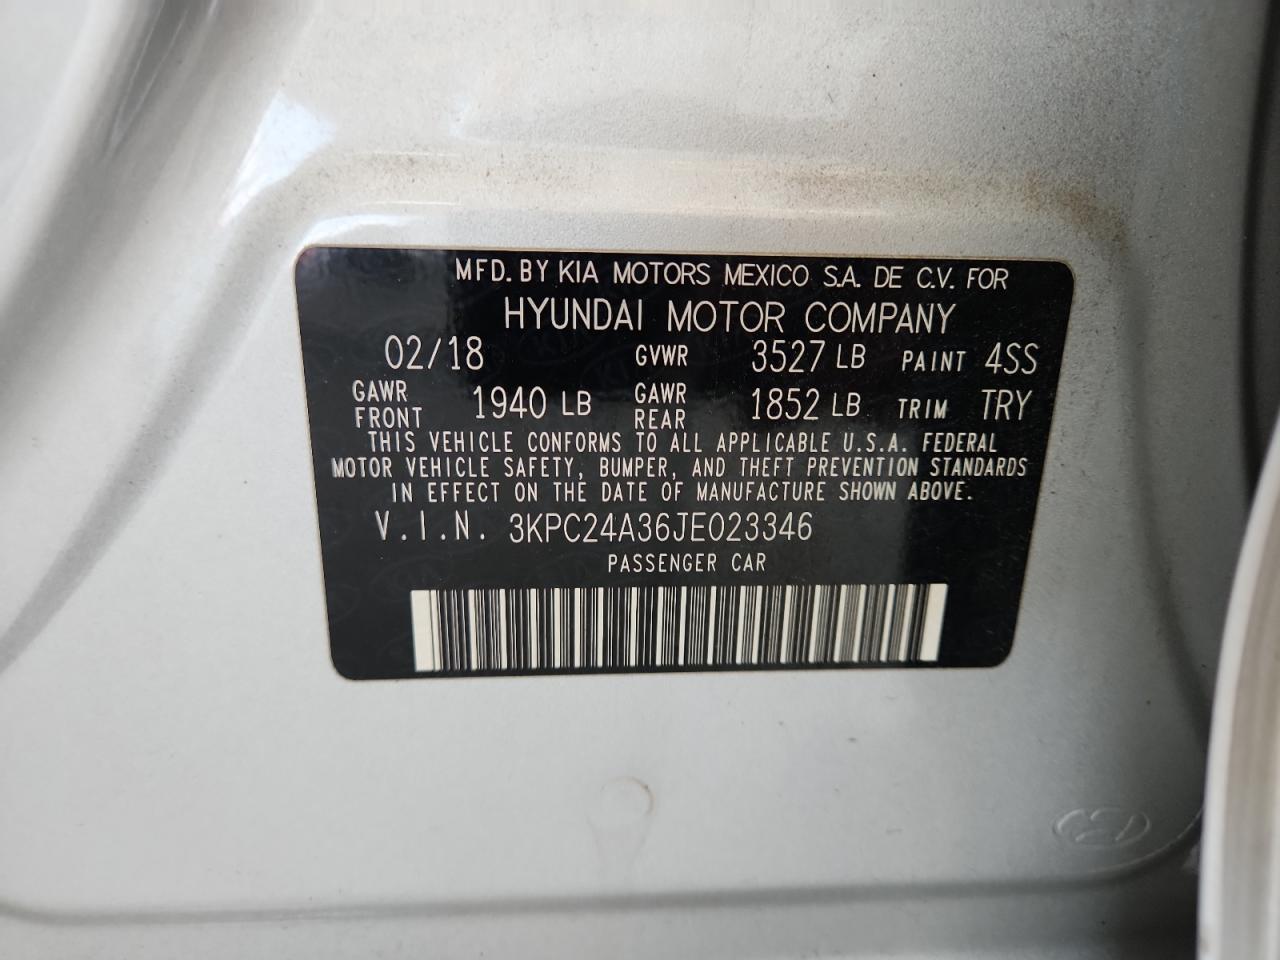 MFD. BY KIA MOTORS MEXICO S.A. DE C.V. FOR
HYUNDAI MOTOR COMPANY
02/18 GVWR 3527 LB PAINT 4SS
GAWR FRONT 1940 LB GAWR REAR 1852 LB TRIM TRY
THIS VEHICLE CONFORMS TO ALL APPLICABLE U.S.A. FEDERAL
MOTOR VEHICLE SAFETY, BUMPER, AND THEFT PREVENTION STANDARDS
IN EFFECT ON THE DATE OF MANUFACTURE SHOWN ABOVE.
V.I.N. 3KPC24A36JE023346
PASSENGER CAR